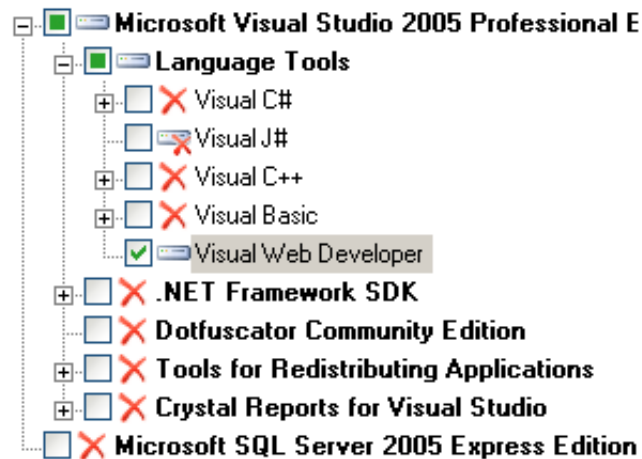 Microsoft Visual Studio 2005 Professional E
Language Tools
Visual C#
Visual J#
Visual C++
Visual Basic
Visual Web Developer
.NET Framework SDK
Dotfuscator Community Edition
Tools for Redistributing Applications
Crystal Reports for Visual Studio
Microsoft SQL Server 2005 Express Edition